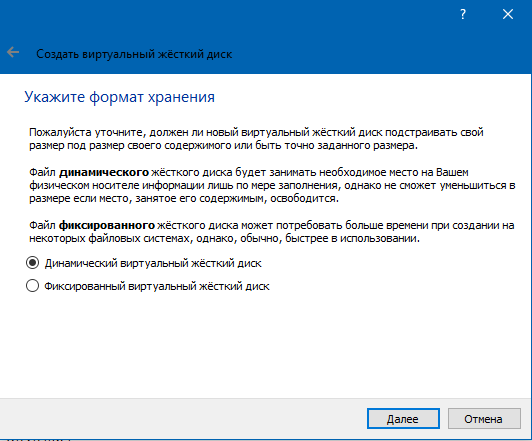 ?
Создать виртуальный жёсткий диск
Укажите формат хранения
Пожалуйста уточните, должен ли новый виртуальный жёсткий диск подстраивать свой
размер под размер своего содержимого или быть точно заданного размера.
Файл динамического жёсткого диска будет занимать необходимое место на Вашем
физическом носителе информации лишь по мере заполнения, однако не сможет уменьшиться в
размере если место, занятое его содержимым, освободится.
Файл фиксированного жёсткого диска может потребовать больше времени при создании на
некоторых файловых системах, однако, обычно, быстрее в использовании.
Динамический виртуальный жёсткий диск
Фиксированный виртуальный жёсткий диск
Далее
Отмена